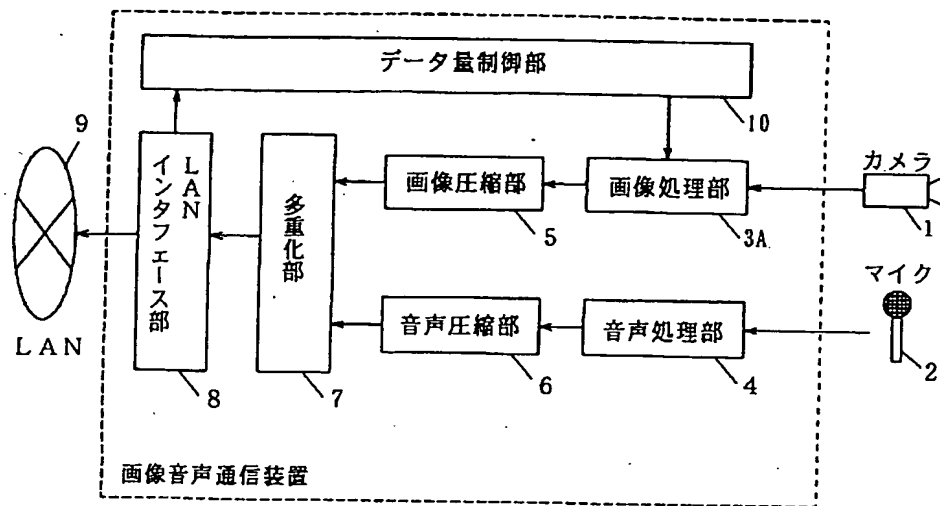 データ量制御部
10
9
LAN
インタフェース部
多重化部
画像圧縮部
画像処理部
カメラ
5
3A
1
マイク
音声圧縮部
音声処理部
LAN
8
7
6
4
2
画像音声通信装置